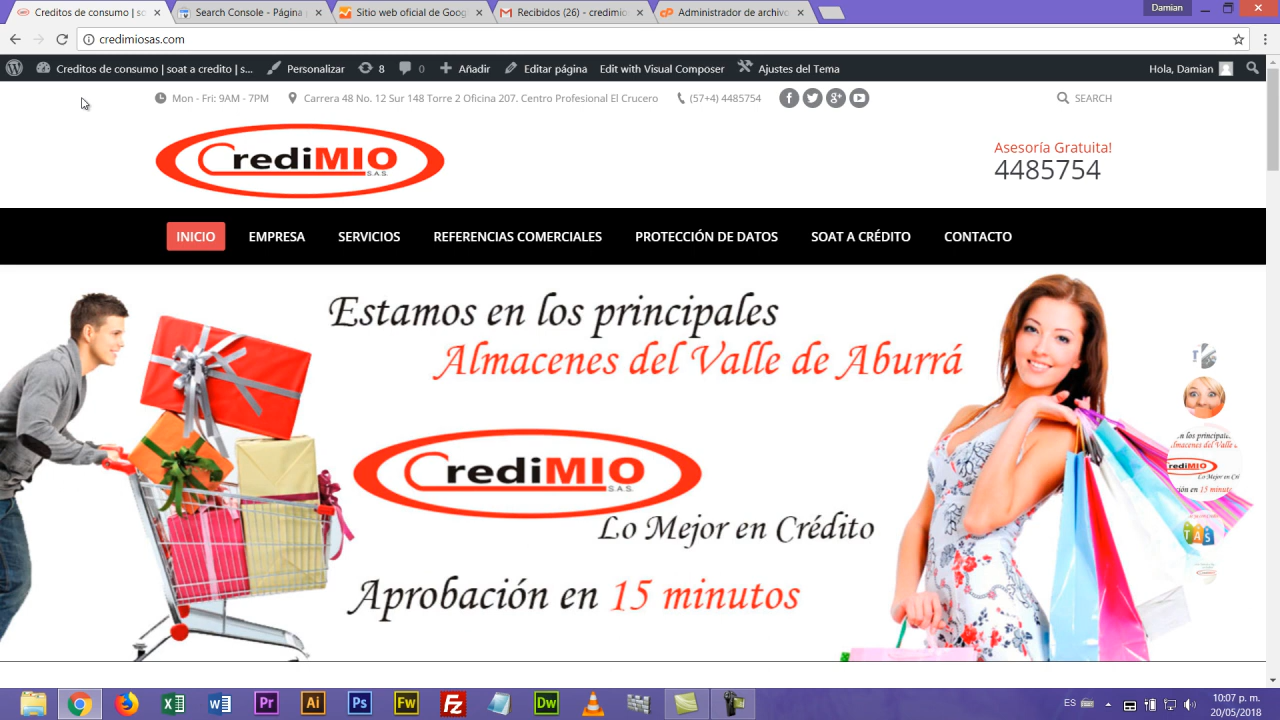 Creditos de consumo | so
Search Console - Página p
Sitio web oficial de Goog
Recibidos (26) - credimio
Administrador de archivo
Damian
credimiosas.com
Creditos de consumo | soat a credito | s...
Personalizar
8
0
Añadir
Editar página
Edit with Visual Composer
Ajustes del Tema
Hola, Damian
Mon - Fri: 9AM - 7PM
Carrera 48 No. 12 Sur 148 Torre 2 Oficina 207. Centro Profesional El Crucero
(57+4) 4485754
SEARCH
CrediMIO
S.A.S.
Asesoría Gratuita!
4485754
INICIO
EMPRESA
SERVICIOS
REFERENCIAS COMERCIALES
PROTECCIÓN DE DATOS
SOAT A CRÉDITO
CONTACTO
Estamos en los principales
Almacenes del Valle de Aburrá
CrediMIO
S.A.S.
Lo Mejor en Crédito
Aprobación en 15 minutos
ES
10:07 p. m.
20/05/2018